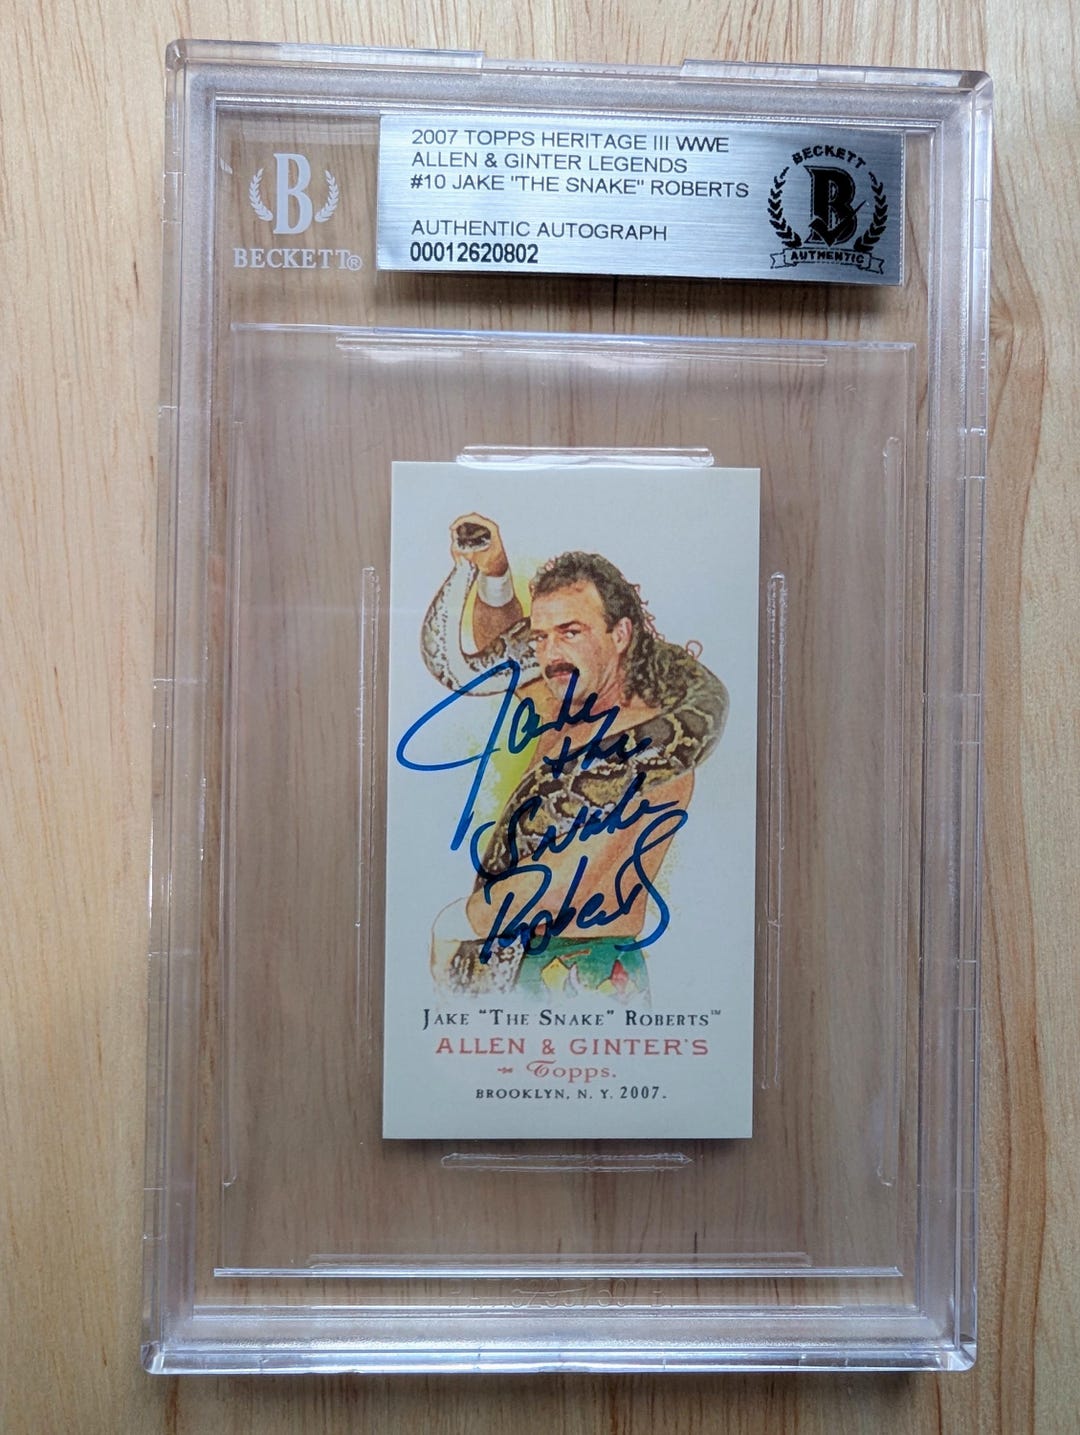 2007 TOPPS HERITAGE III WWE
ALLEN & GINTER LEGENDS
#10 JAKE "THE SNAKE" ROBERTS
AUTHENTIC AUTOGRAPH
00012620802
B
BECKETT®
BECKETT
B
AUTHENTIC
Jake
the
Snake
Roberts
JAKE "THE SNAKE" ROBERTS™
ALLEN & GINTER'S
Topps.
BROOKLYN, N. Y. 2007.